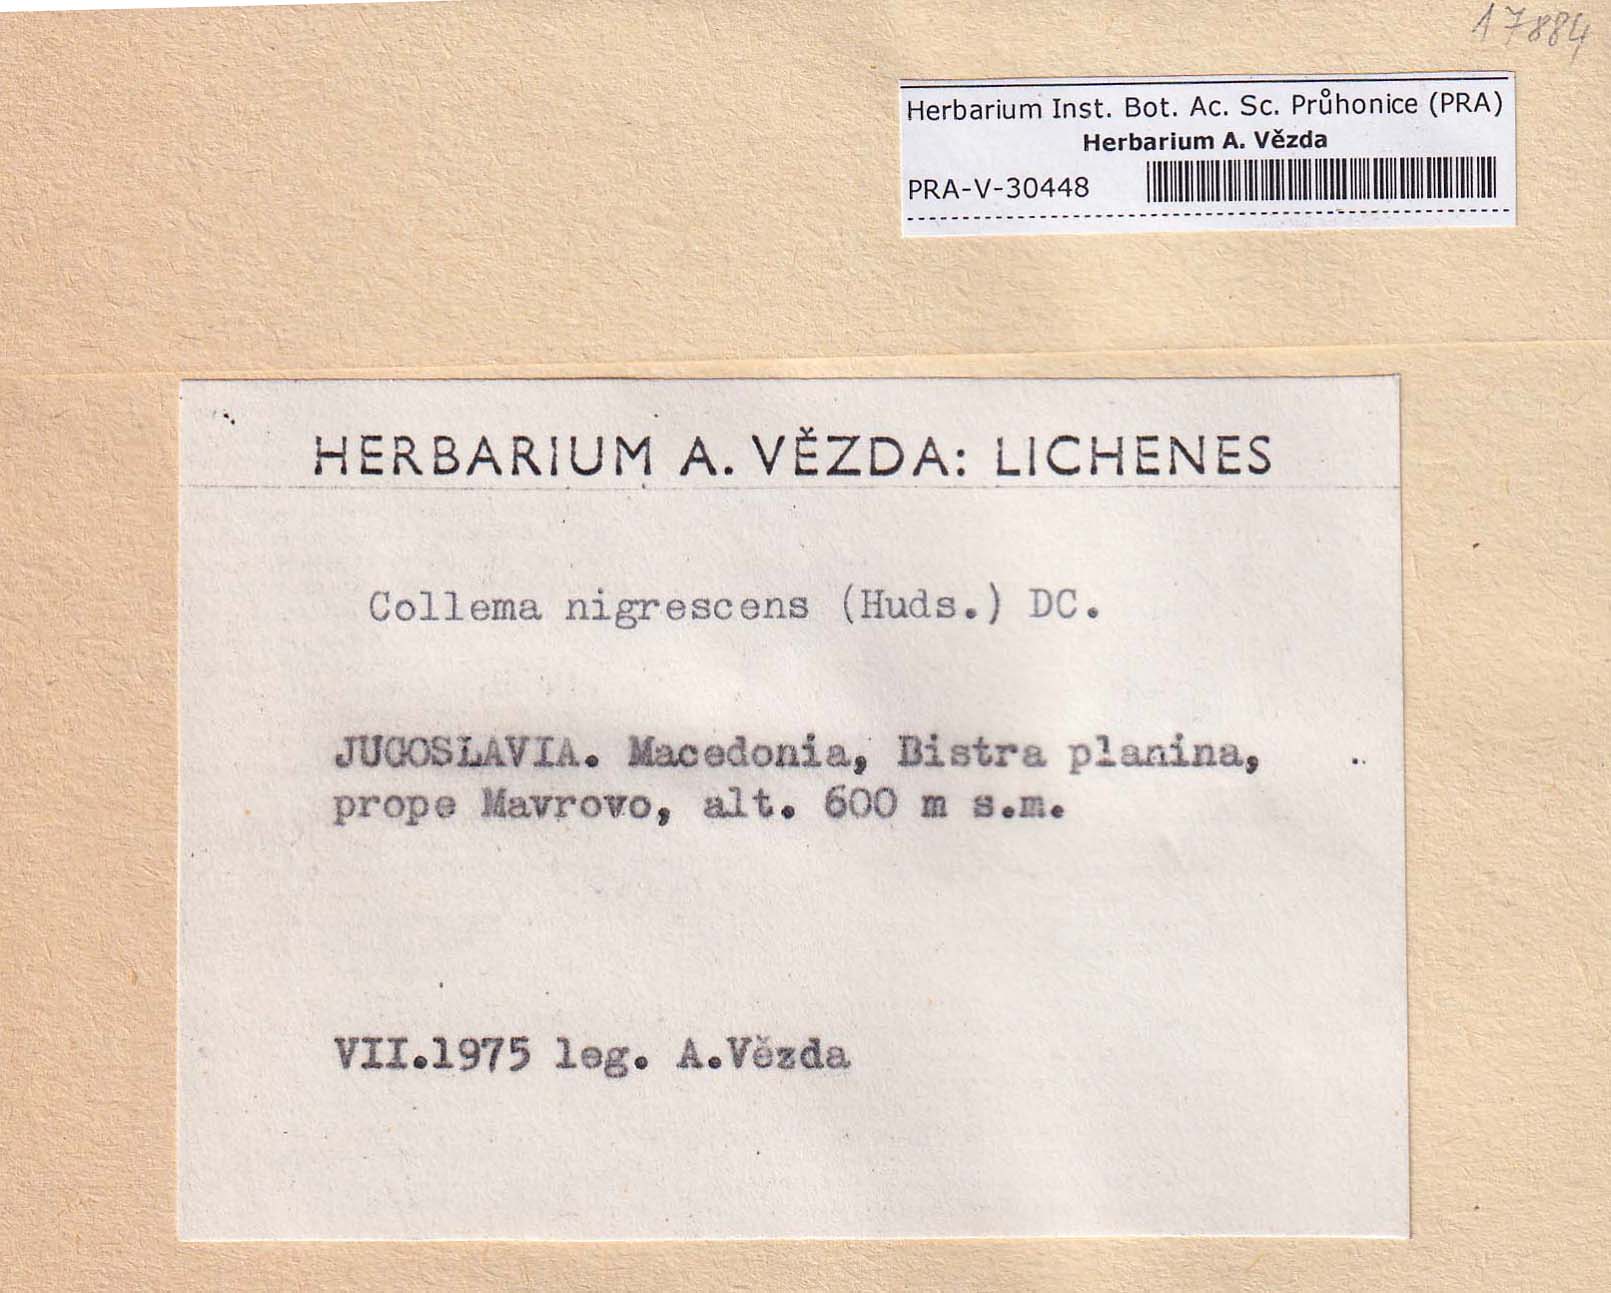 17884
Herbarium Inst. Bot. Ac. Sc. Průhonice (PRA)
Herbarium A. Vězda
PRA-V-30448
HERBARIUM A. VĚZDA: LICHENES
Collema nigrescens (Huds.) DC.
JUGOSLAVIA. Macedonia, Bistra planina,
prope Mavrovo, alt. 600 m s.m.
VII.1975 leg. A.Vězda